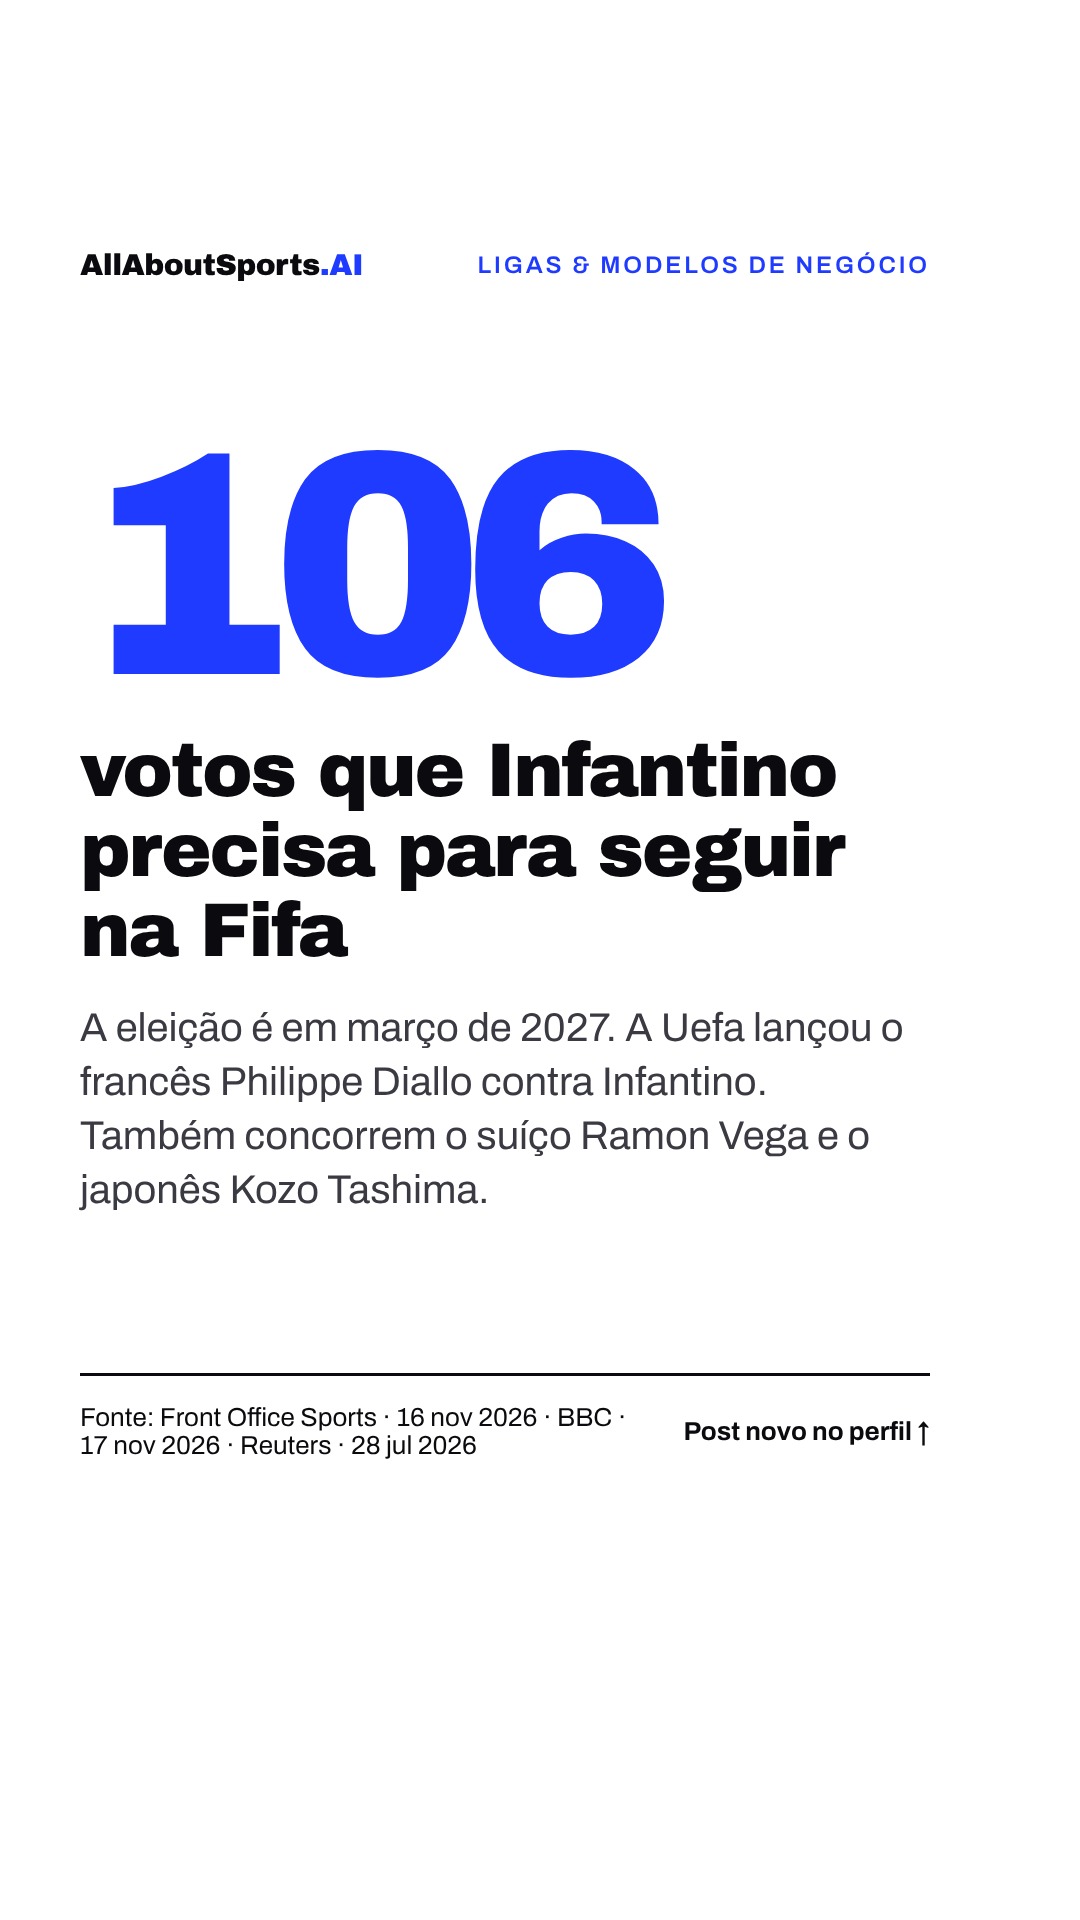 AllAboutSports.AI
LIGAS & MODELOS DE NEGÓCIO
106
votos que Infantino
precisa para seguir
na Fifa
A eleição é em março de 2027. A Uefa lançou o
francês Philippe Diallo contra Infantino.
Também concorrem o suíço Ramon Vega e o
japonês Kozo Tashima.
Fonte: Front Office Sports · 16 nov 2026 · BBC ·
17 nov 2026 · Reuters · 28 jul 2026
Post novo no perfil ↑